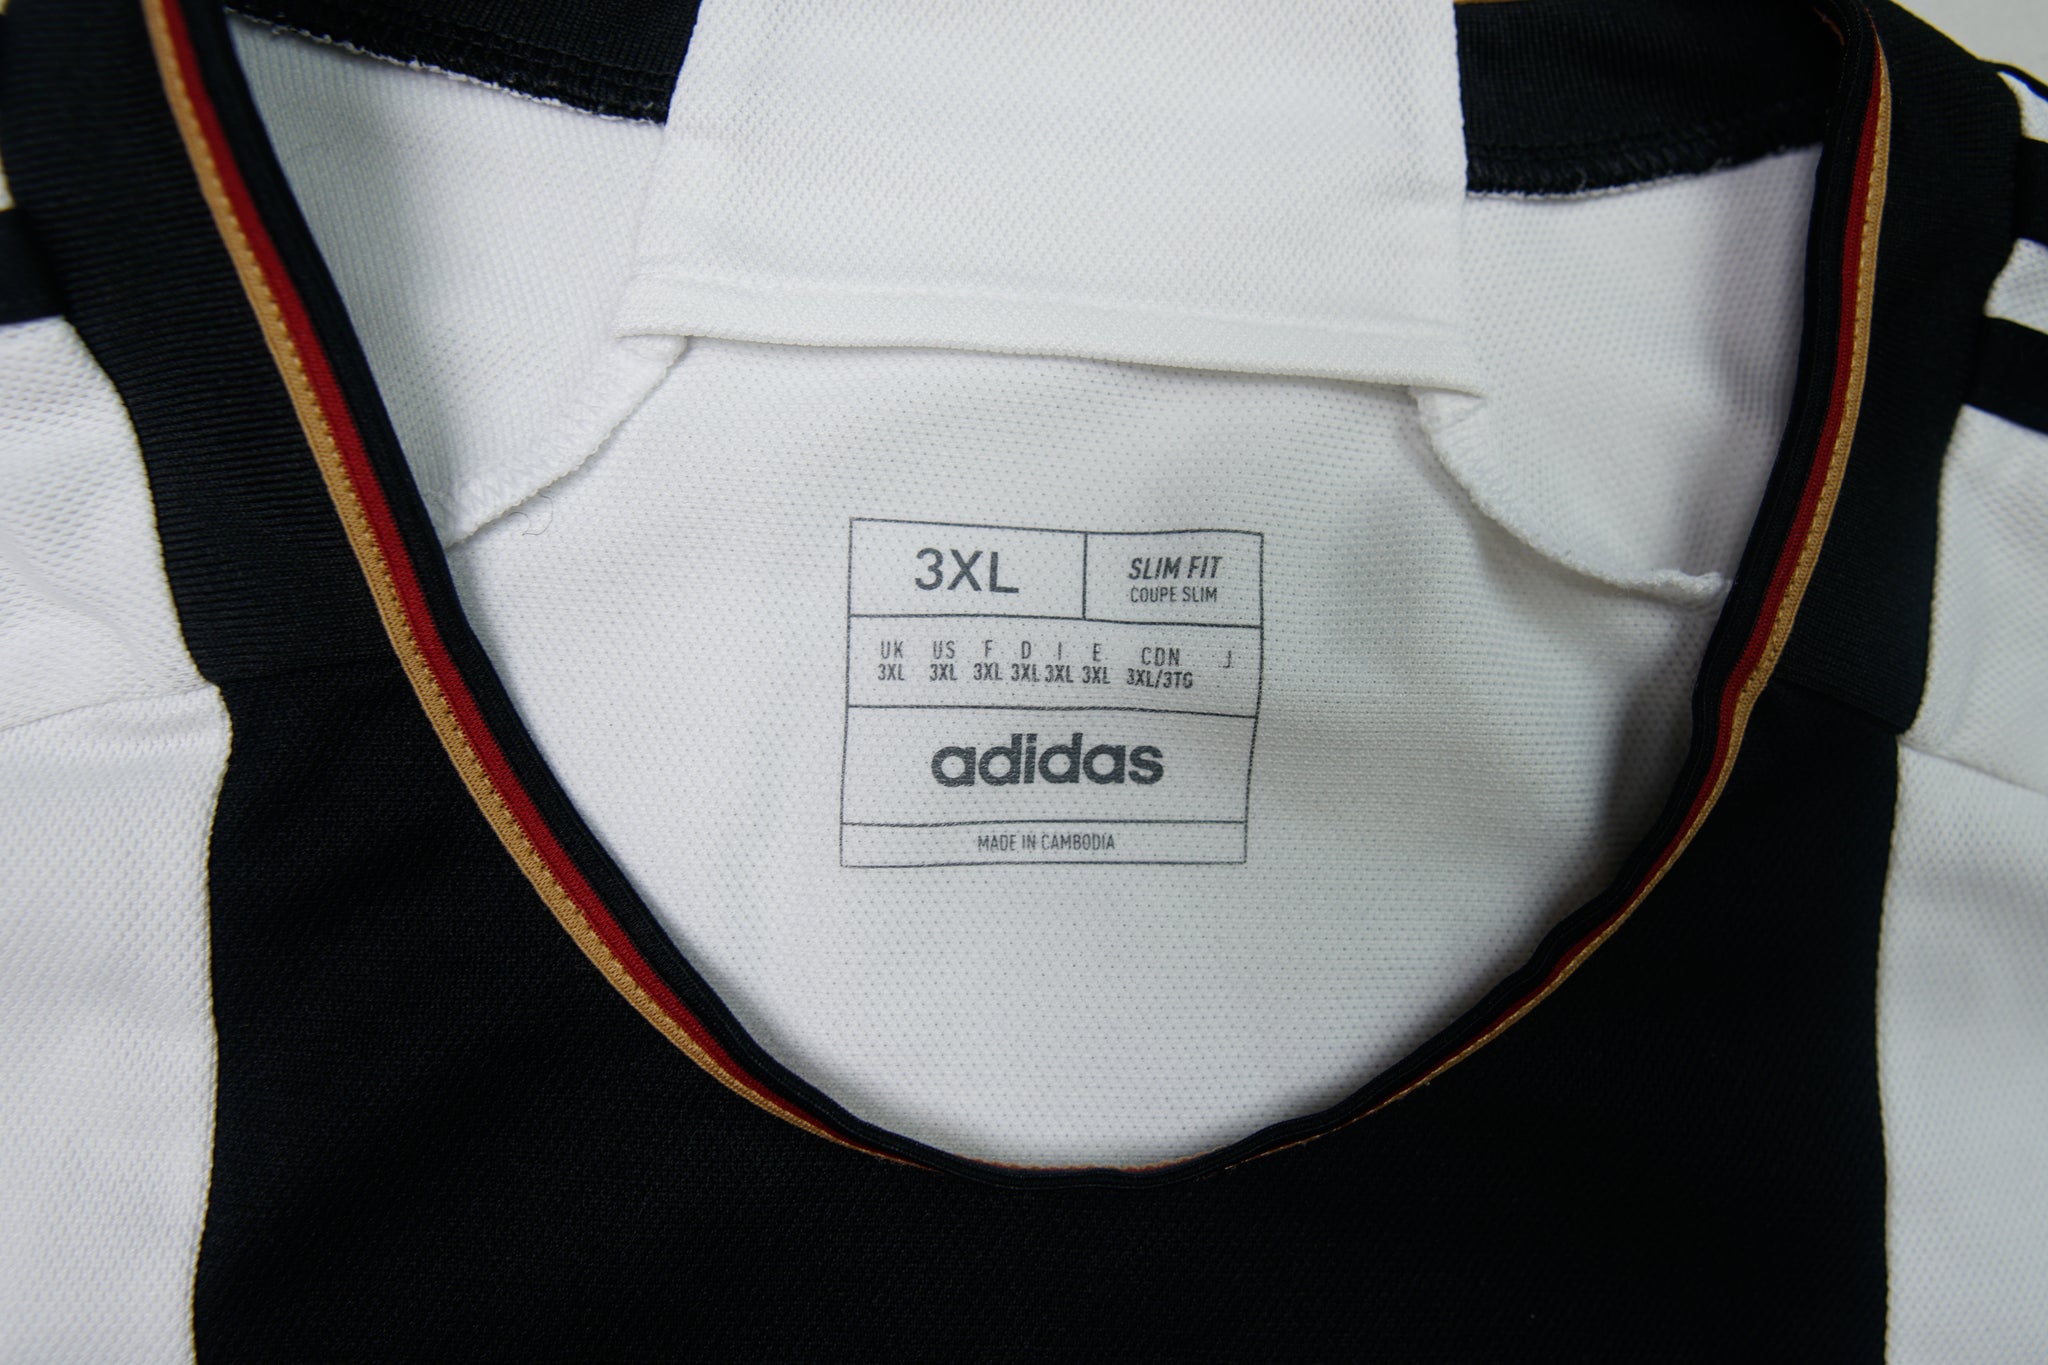 3XL
SLIM FIT
COUPE SLIM
UK US F D I E CDN J
3XL 3XL 3XL 3XL 3XL 3XL 3XL/3TG
adidas
MADE IN CAMBODIA